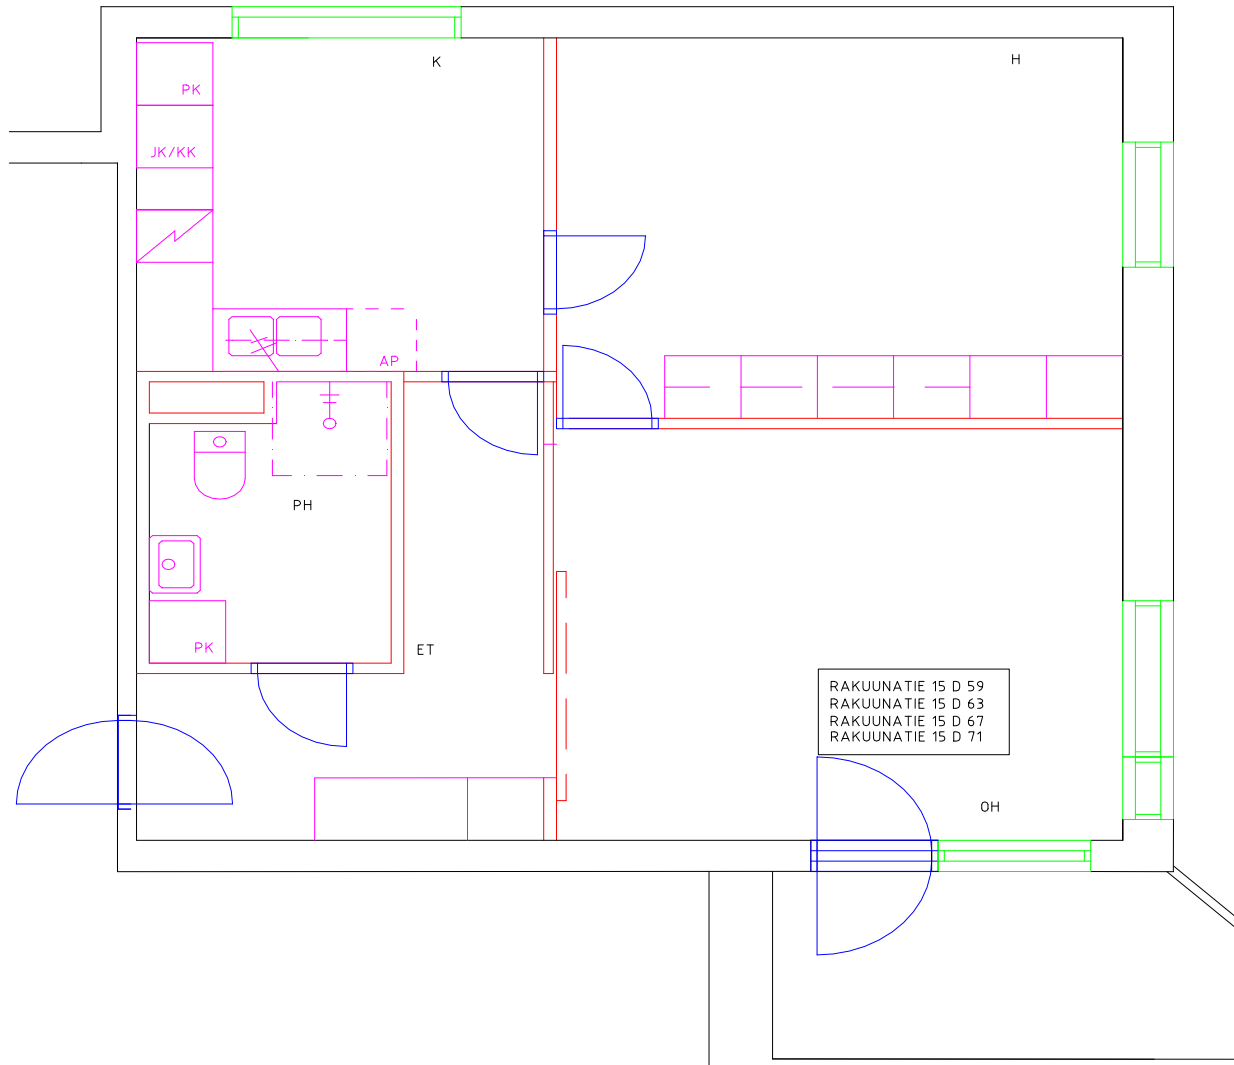 K
H
PK
JK/KK
AP
PH
PK
ET
RAKUUNATIE 15 D 59
RAKUUNATIE 15 D 63
RAKUUNATIE 15 D 67
RAKUUNATIE 15 D 71
OH